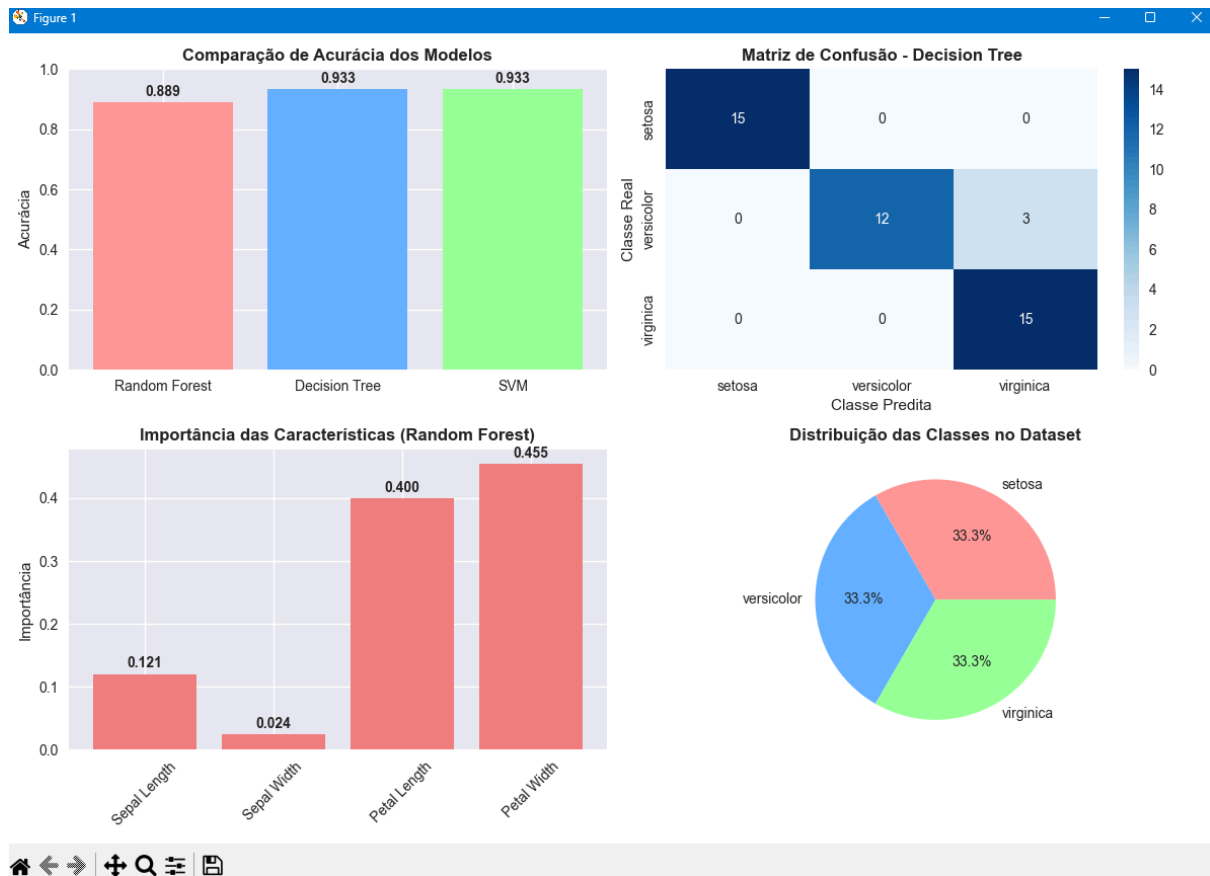 Figure 1
Comparação de Acurácia dos Modelos
1.0
0.8
0.6
0.4
0.2
0.0
Acurácia
0.889
0.933
0.933
Random Forest
Decision Tree
SVM
Matriz de Confusão - Decision Tree
Classe Real
setosa
versicolor
virginica
15
0
0
0
12
3
0
0
15
setosa
versicolor
virginica
Classe Predita
14
12
10
8
6
4
2
0
Importância das Características (Random Forest)
0.4
0.3
0.2
0.1
0.0
Importância
0.121
0.024
0.400
0.455
Sepal Length
Sepal Width
Petal Length
Petal Width
Distribuição das Classes no Dataset
setosa
33.3%
versicolor
33.3%
33.3%
virginica